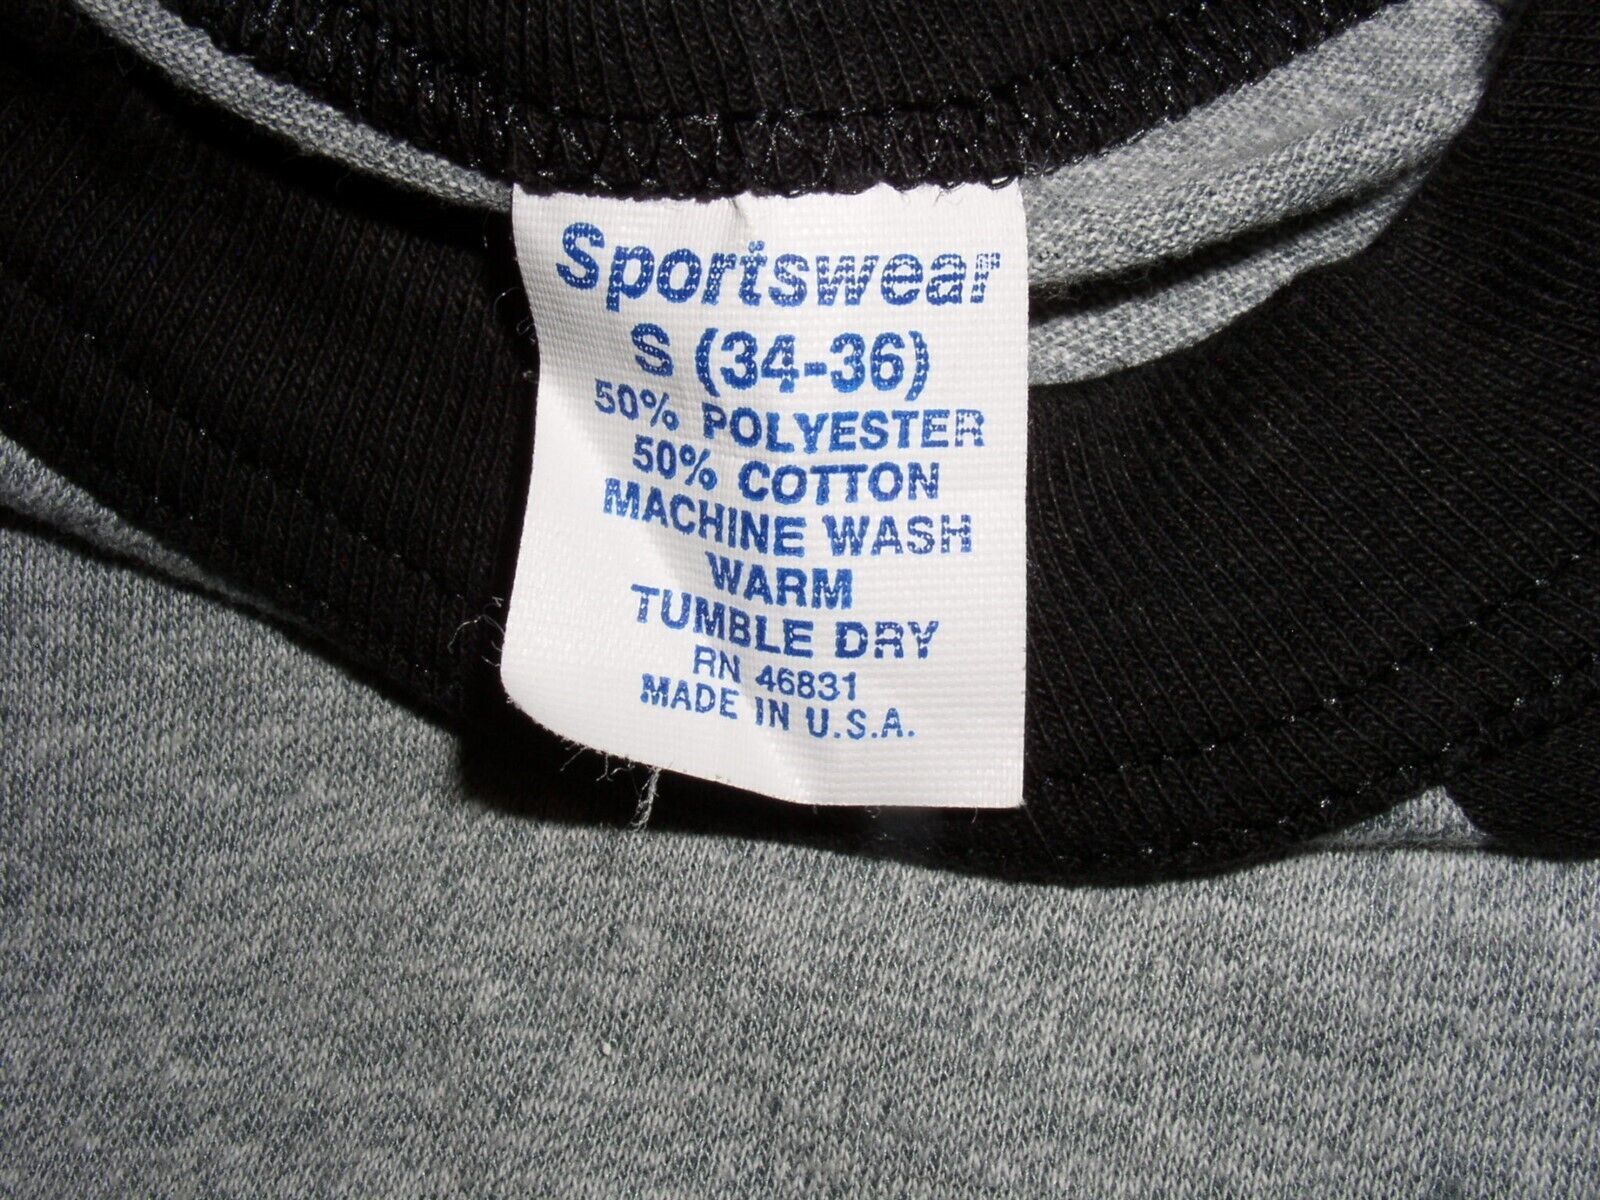 Sportswear
S (34-36)
50% POLYESTER
50% COTTON
MACHINE WASH
WARM
TUMBLE DRY
RN 46831
MADE IN U.S.A.